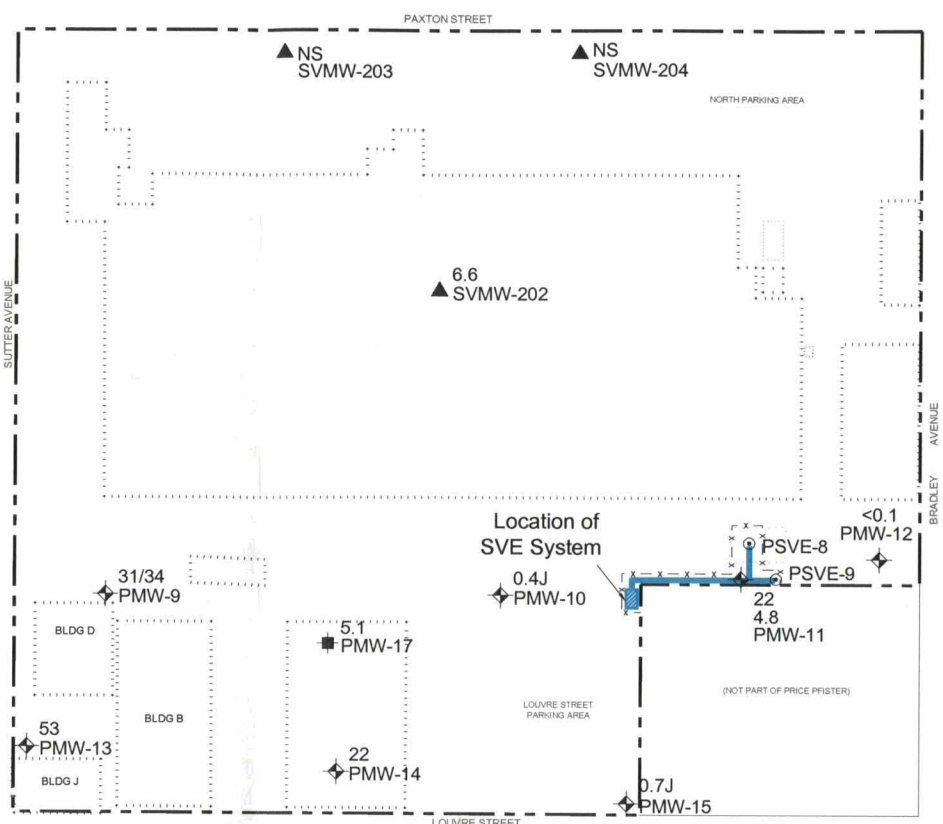 PAXTON STREET
NS
SVMW-203
NS
SVMW-204
NORTH PARKING AREA
SUTTER AVENUE
6.6
SVMW-202
BRADLEY AVENUE
Location of
SVE System
PSVE-8
<0.1
PMW-12
PSVE-9
31/34
PMW-9
0.4J
PMW-10
22
4.8
PMW-11
BLDG D
5.1
PMW-17
(NOT PART OF PRICE PFISTER)
LOUVRE STREET
PARKING AREA
BLDG B
53
PMW-13
BLDG J
22
PMW-14
0.7J
PMW-15
LOUVRE STREET